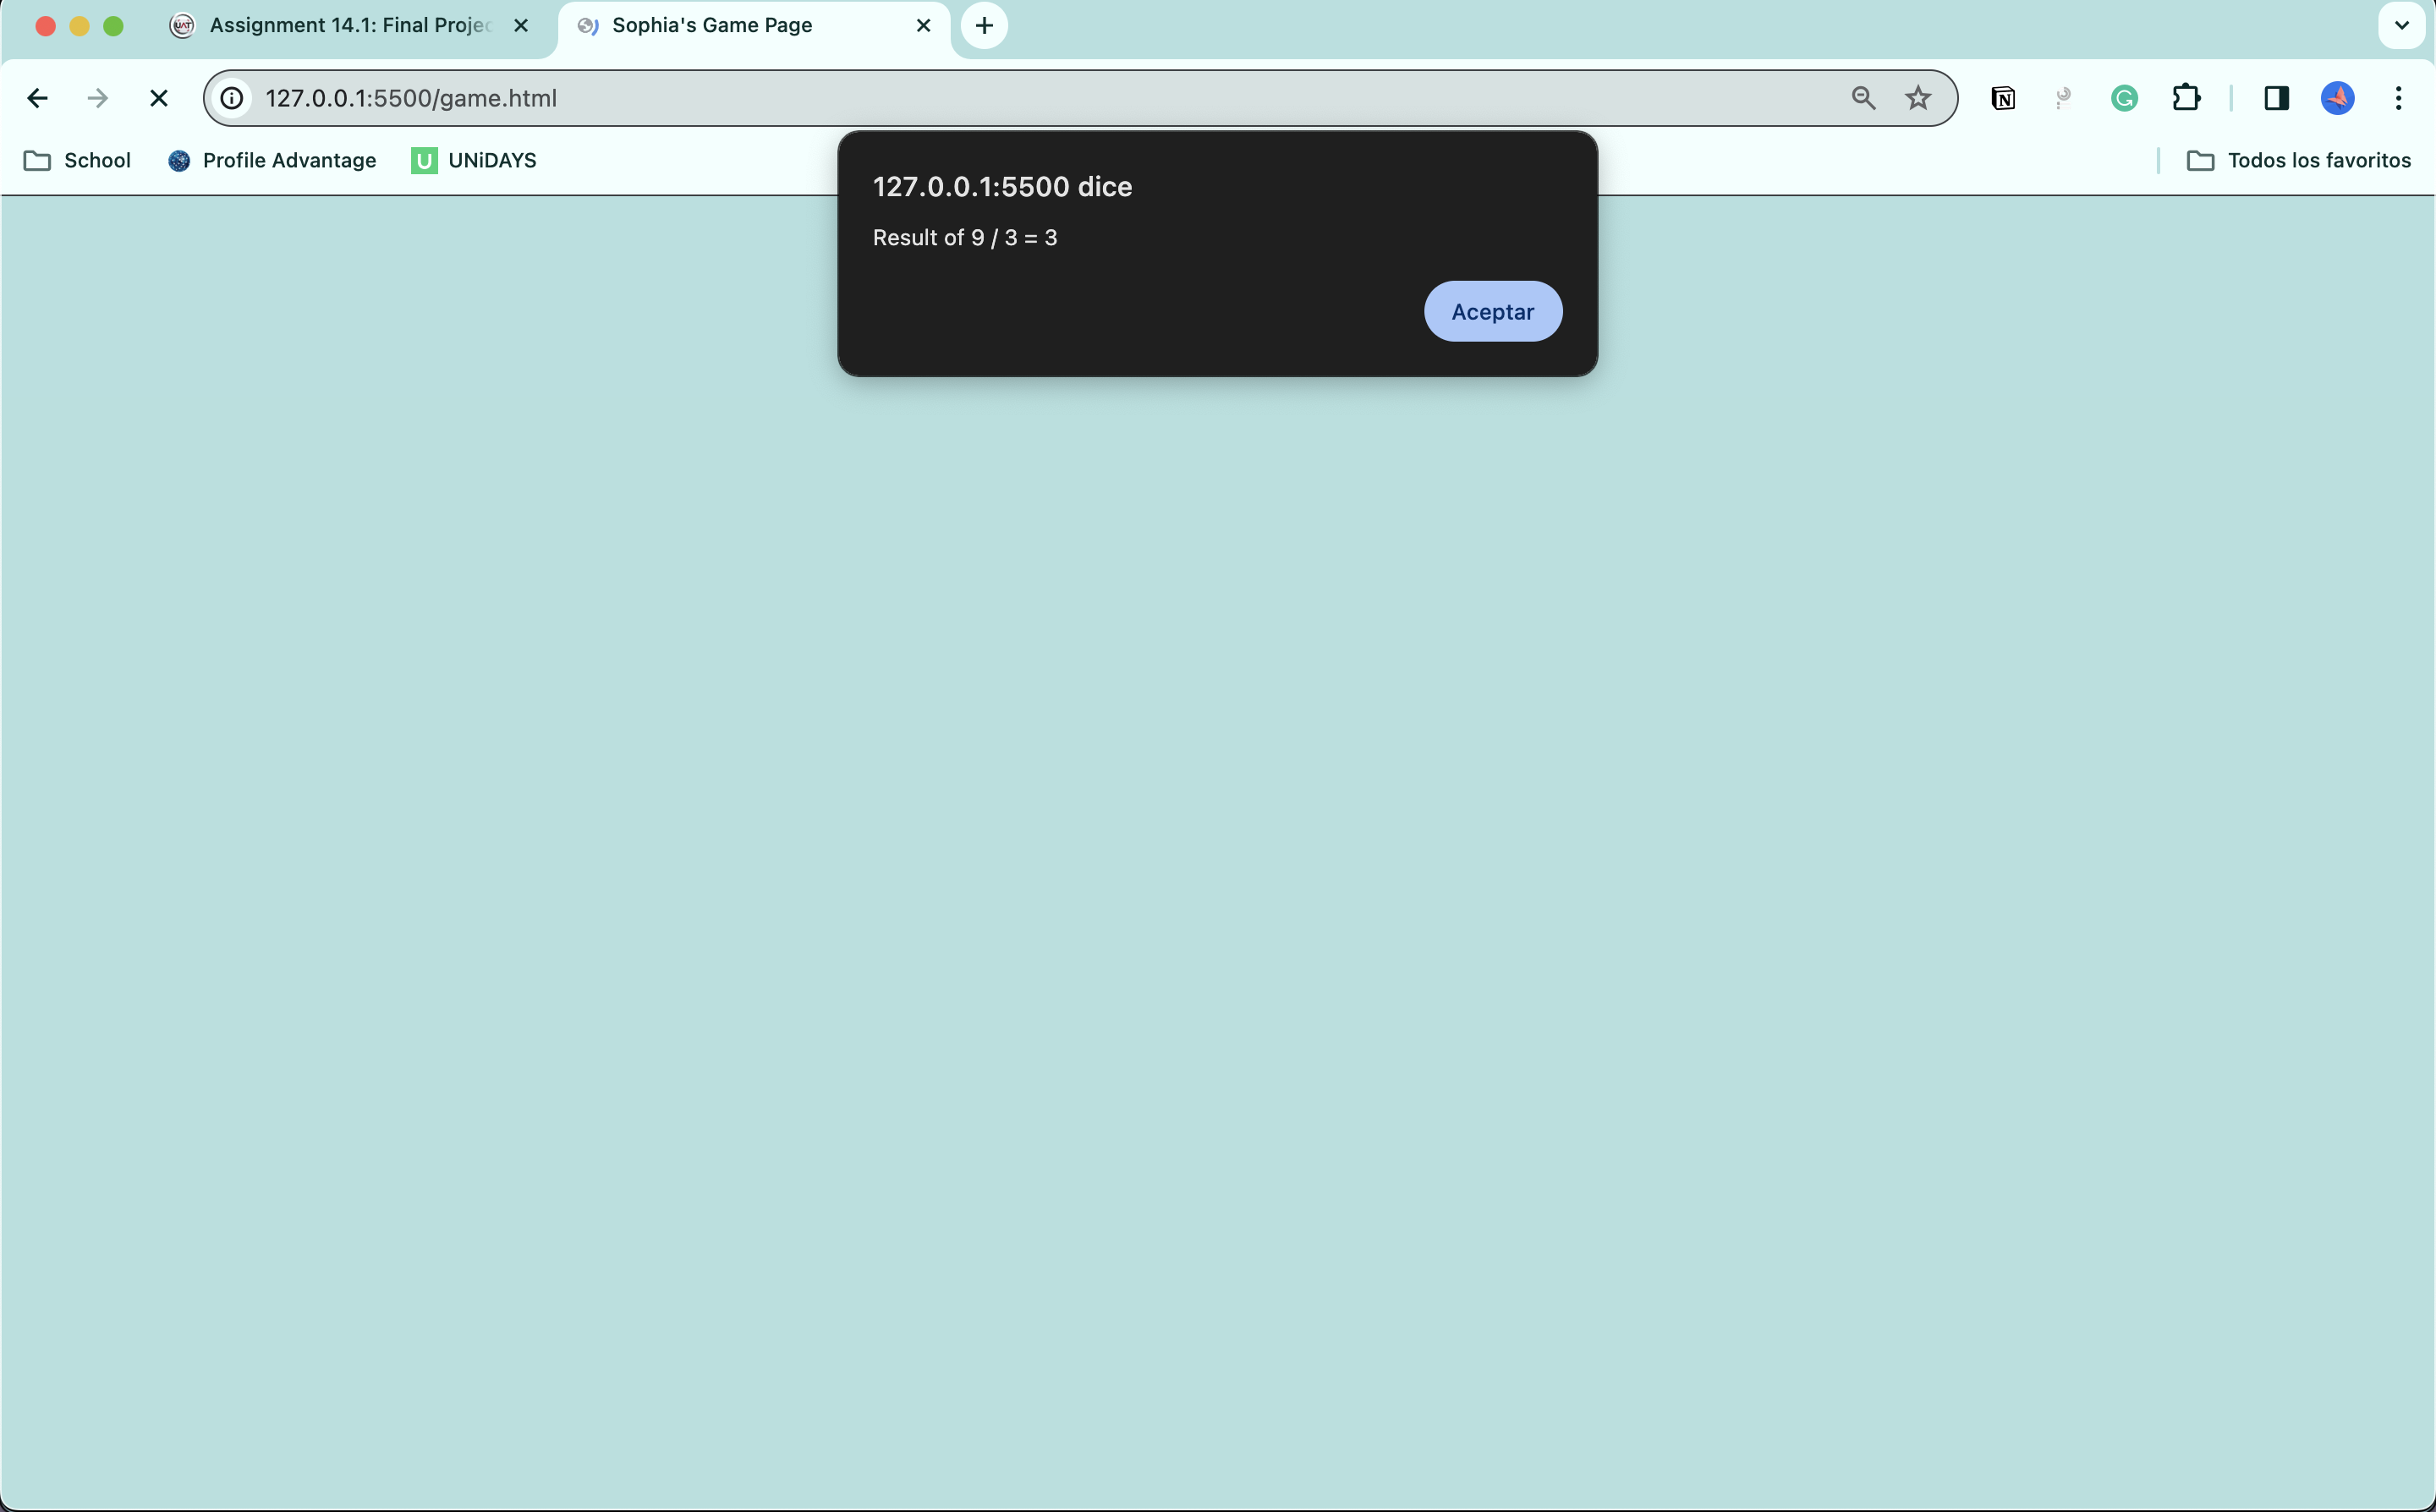 Assignment 14.1: Final Projec
Sophia's Game Page
127.0.0.1:5500/game.html
School
Profile Advantage
U UNiDAYS
Todos los favoritos
127.0.0.1:5500 dice
Result of 9 / 3 = 3
Aceptar